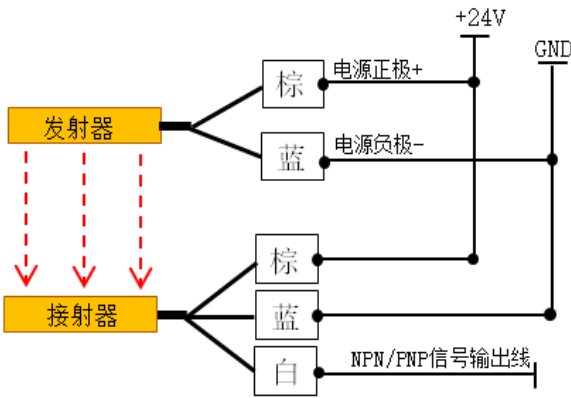 +24V
GND
棕
电源正极+
发射器
蓝
电源负极-
棕
接射器
蓝
白
NPN/PNP信号输出线